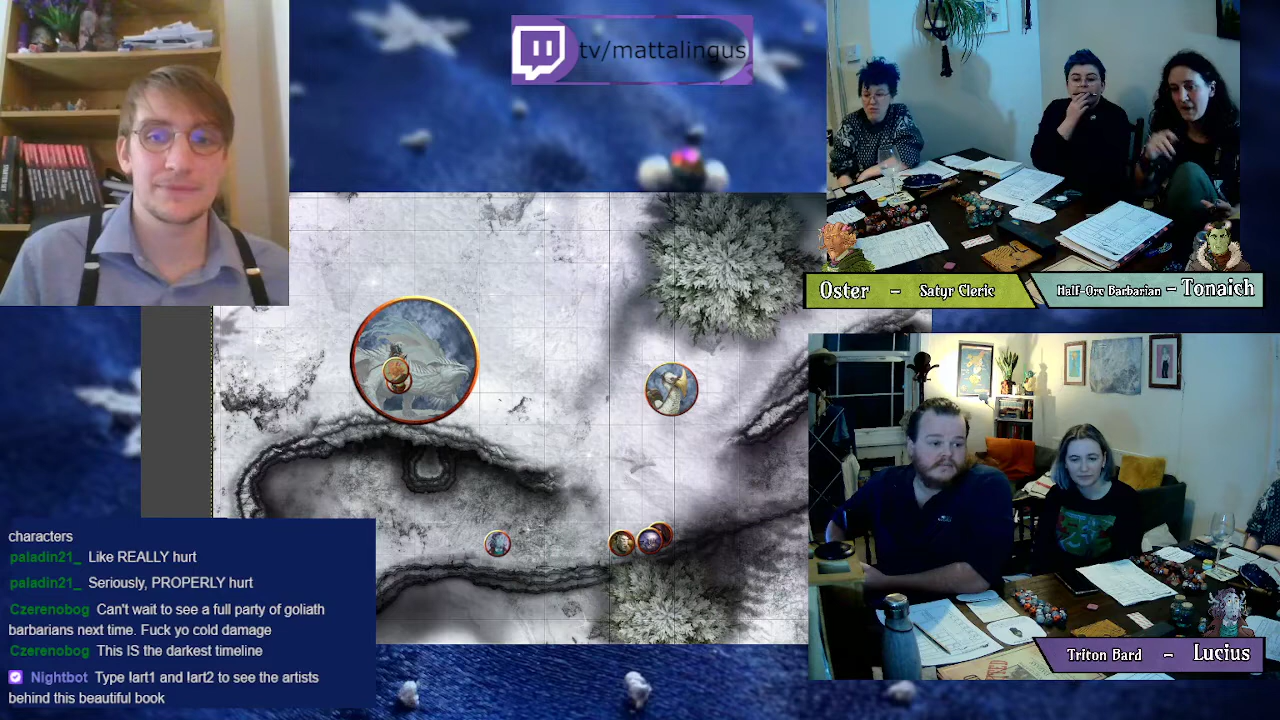 tv/mattalingus
Oster - Satyr Cleric
Half-Orc Barbarian - Tonaich
characters
paladin21_ Like REALLY hurt
paladin21_ Seriously, PROPERLY hurt
Czerenobog Can't wait to see a full party of goliath
barbarians next time. Fuck yo cold damage
Czerenobog This IS the darkest timeline
Nightbot Type !art1 and !art2 to see the artists
behind this beautiful book
Triton Bard - Lucius